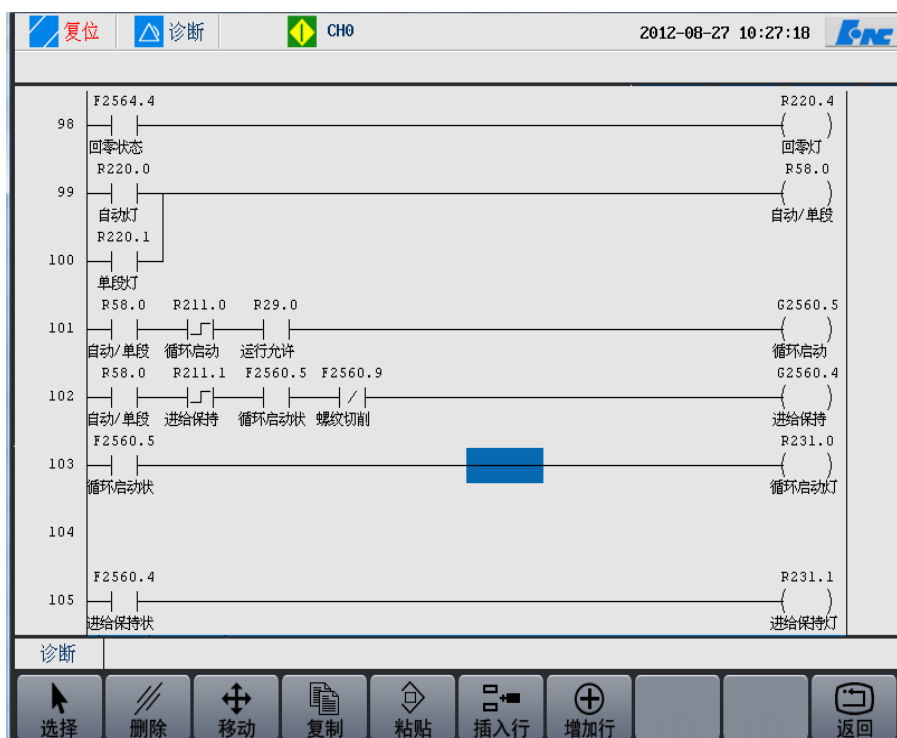 复位 诊断 CH0 2012-08-27 10:27:18
F2564.4 R220.4
98
回零状态 回零灯
R220.0 R58.0
99
自动灯 自动/单段
R220.1
100
单段灯
R58.0 R211.0 R29.0 G2560.5
101
自动/单段 循环启动 运行允许 循环启动
R58.0 R211.1 F2560.5 F2560.9 G2560.4
102
自动/单段 进给保持 循环启动状 螺纹切削 进给保持
F2560.5 R231.0
103
循环启动状 循环启动灯
104
F2560.4 R231.1
105
进给保持状 进给保持灯
诊断
选择 删除 移动 复制 粘贴 插入行 增加行 返回